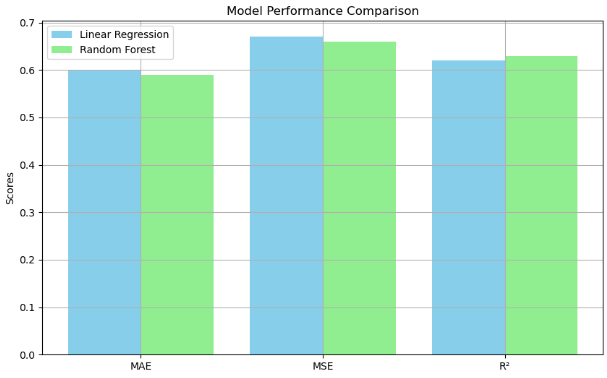 Model Performance Comparison
Linear Regression
Random Forest
Scores
0.7
0.6
0.5
0.4
0.3
0.2
0.1
0.0
MAE
MSE
R²